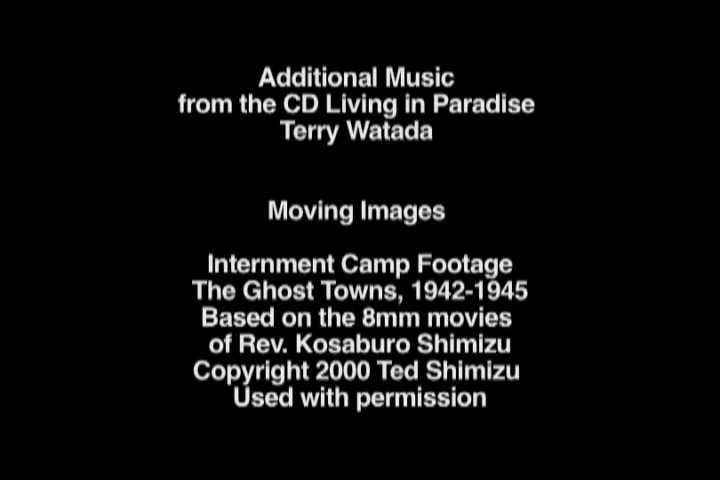 Additional Music
from the CD Living in Paradise
Terry Watada
Moving Images
Internment Camp Footage
The Ghost Towns, 1942-1945
Based on the 8mm movies
of Rev. Kosaburo Shimizu
Copyright 2000 Ted Shimizu
Used with permission